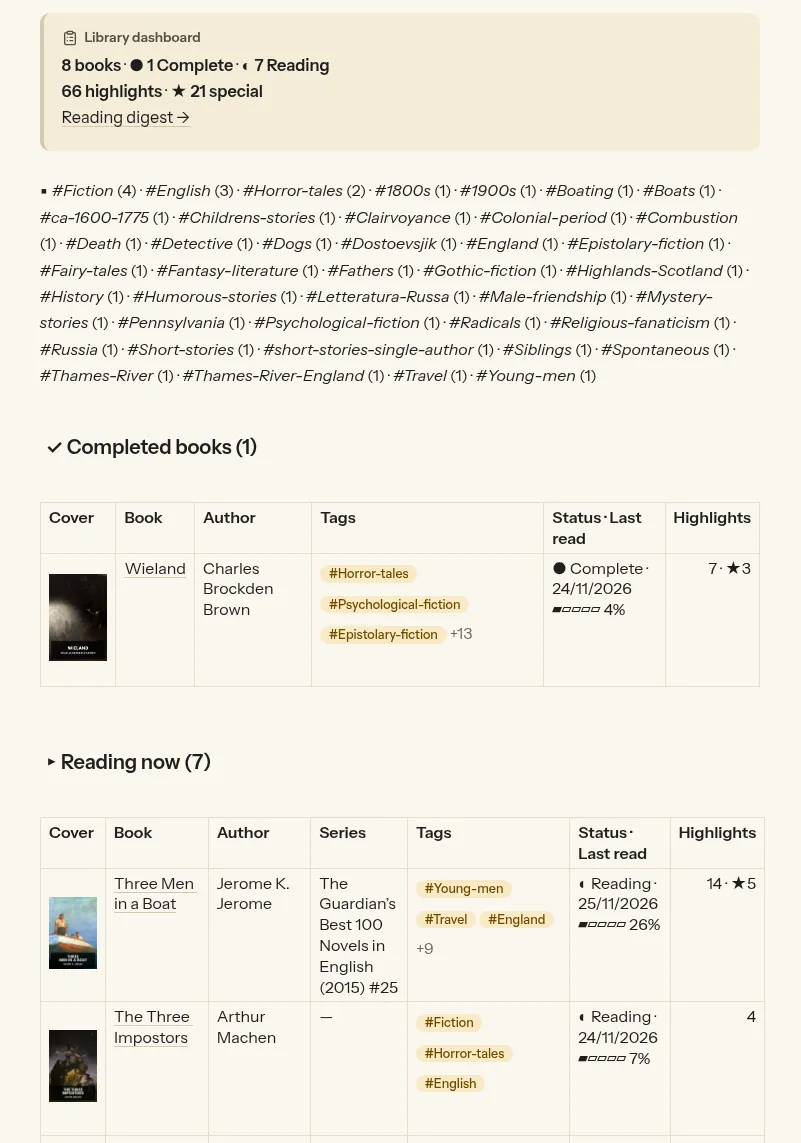 Library dashboard
8 books · ● 1 Complete · ◖ 7 Reading
66 highlights · ★ 21 special
Reading digest →
▪ #Fiction (4) · #English (3) · #Horror-tales (2) · #1800s (1) · #1900s (1) · #Boating (1) · #Boats (1) ·
#ca-1600-1775 (1) · #Childrens-stories (1) · #Clairvoyance (1) · #Colonial-period (1) · #Combustion
(1) · #Death (1) · #Detective (1) · #Dogs (1) · #Dostoevsjik (1) · #England (1) · #Epistolary-fiction (1) ·
#Fairy-tales (1) · #Fantasy-literature (1) · #Fathers (1) · #Gothic-fiction (1) · #Highlands-Scotland (1) ·
#History (1) · #Humorous-stories (1) · #Letteratura-Russa (1) · #Male-friendship (1) · #Mystery-
stories (1) · #Pennsylvania (1) · #Psychological-fiction (1) · #Radicals (1) · #Religious-fanaticism (1) ·
#Russia (1) · #Short-stories (1) · #short-stories-single-author (1) · #Siblings (1) · #Spontaneous (1) ·
#Thames-River (1) · #Thames-River-England (1) · #Travel (1) · #Young-men (1)
✓ Completed books (1)
Cover Book Author Tags Status · Last Highlights
read
Wieland Charles #Horror-tales ● Complete · 7 · ★ 3
Brockden #Psychological-fiction 24/11/2026
Brown #Epistolary-fiction +13 ▰▱▱▱▱ 4%
WIELAND
▸ Reading now (7)
Cover Book Author Series Tags Status · Highlights
Last read
Three Men Jerome K. The #Young-men ◖ Reading · 14 · ★ 5
in a Boat Jerome Guardian's #Travel #England 25/11/2026
Best 100 +9 ▰▱▱▱▱ 26%
Novels in
English
(2015) #25
THREE
MEN IN A BOAT
The Three Arthur — #Fiction ◖ Reading · 4
Impostors Machen #Horror-tales 24/11/2026
#English ▰▱▱▱▱ 7%
THE THREE
IMPOSTORS